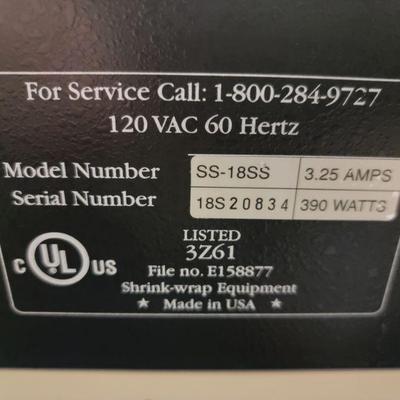 For Service Call: 1-800-284-9727
120 VAC 60 Hertz
Model Number SS-18SS 3.25 AMPS
Serial Number 18S20834 390 WATTS
LISTED
3Z61
C UL US
File no. E158877
Shrink-wrap Equipment
★ Made in USA ★